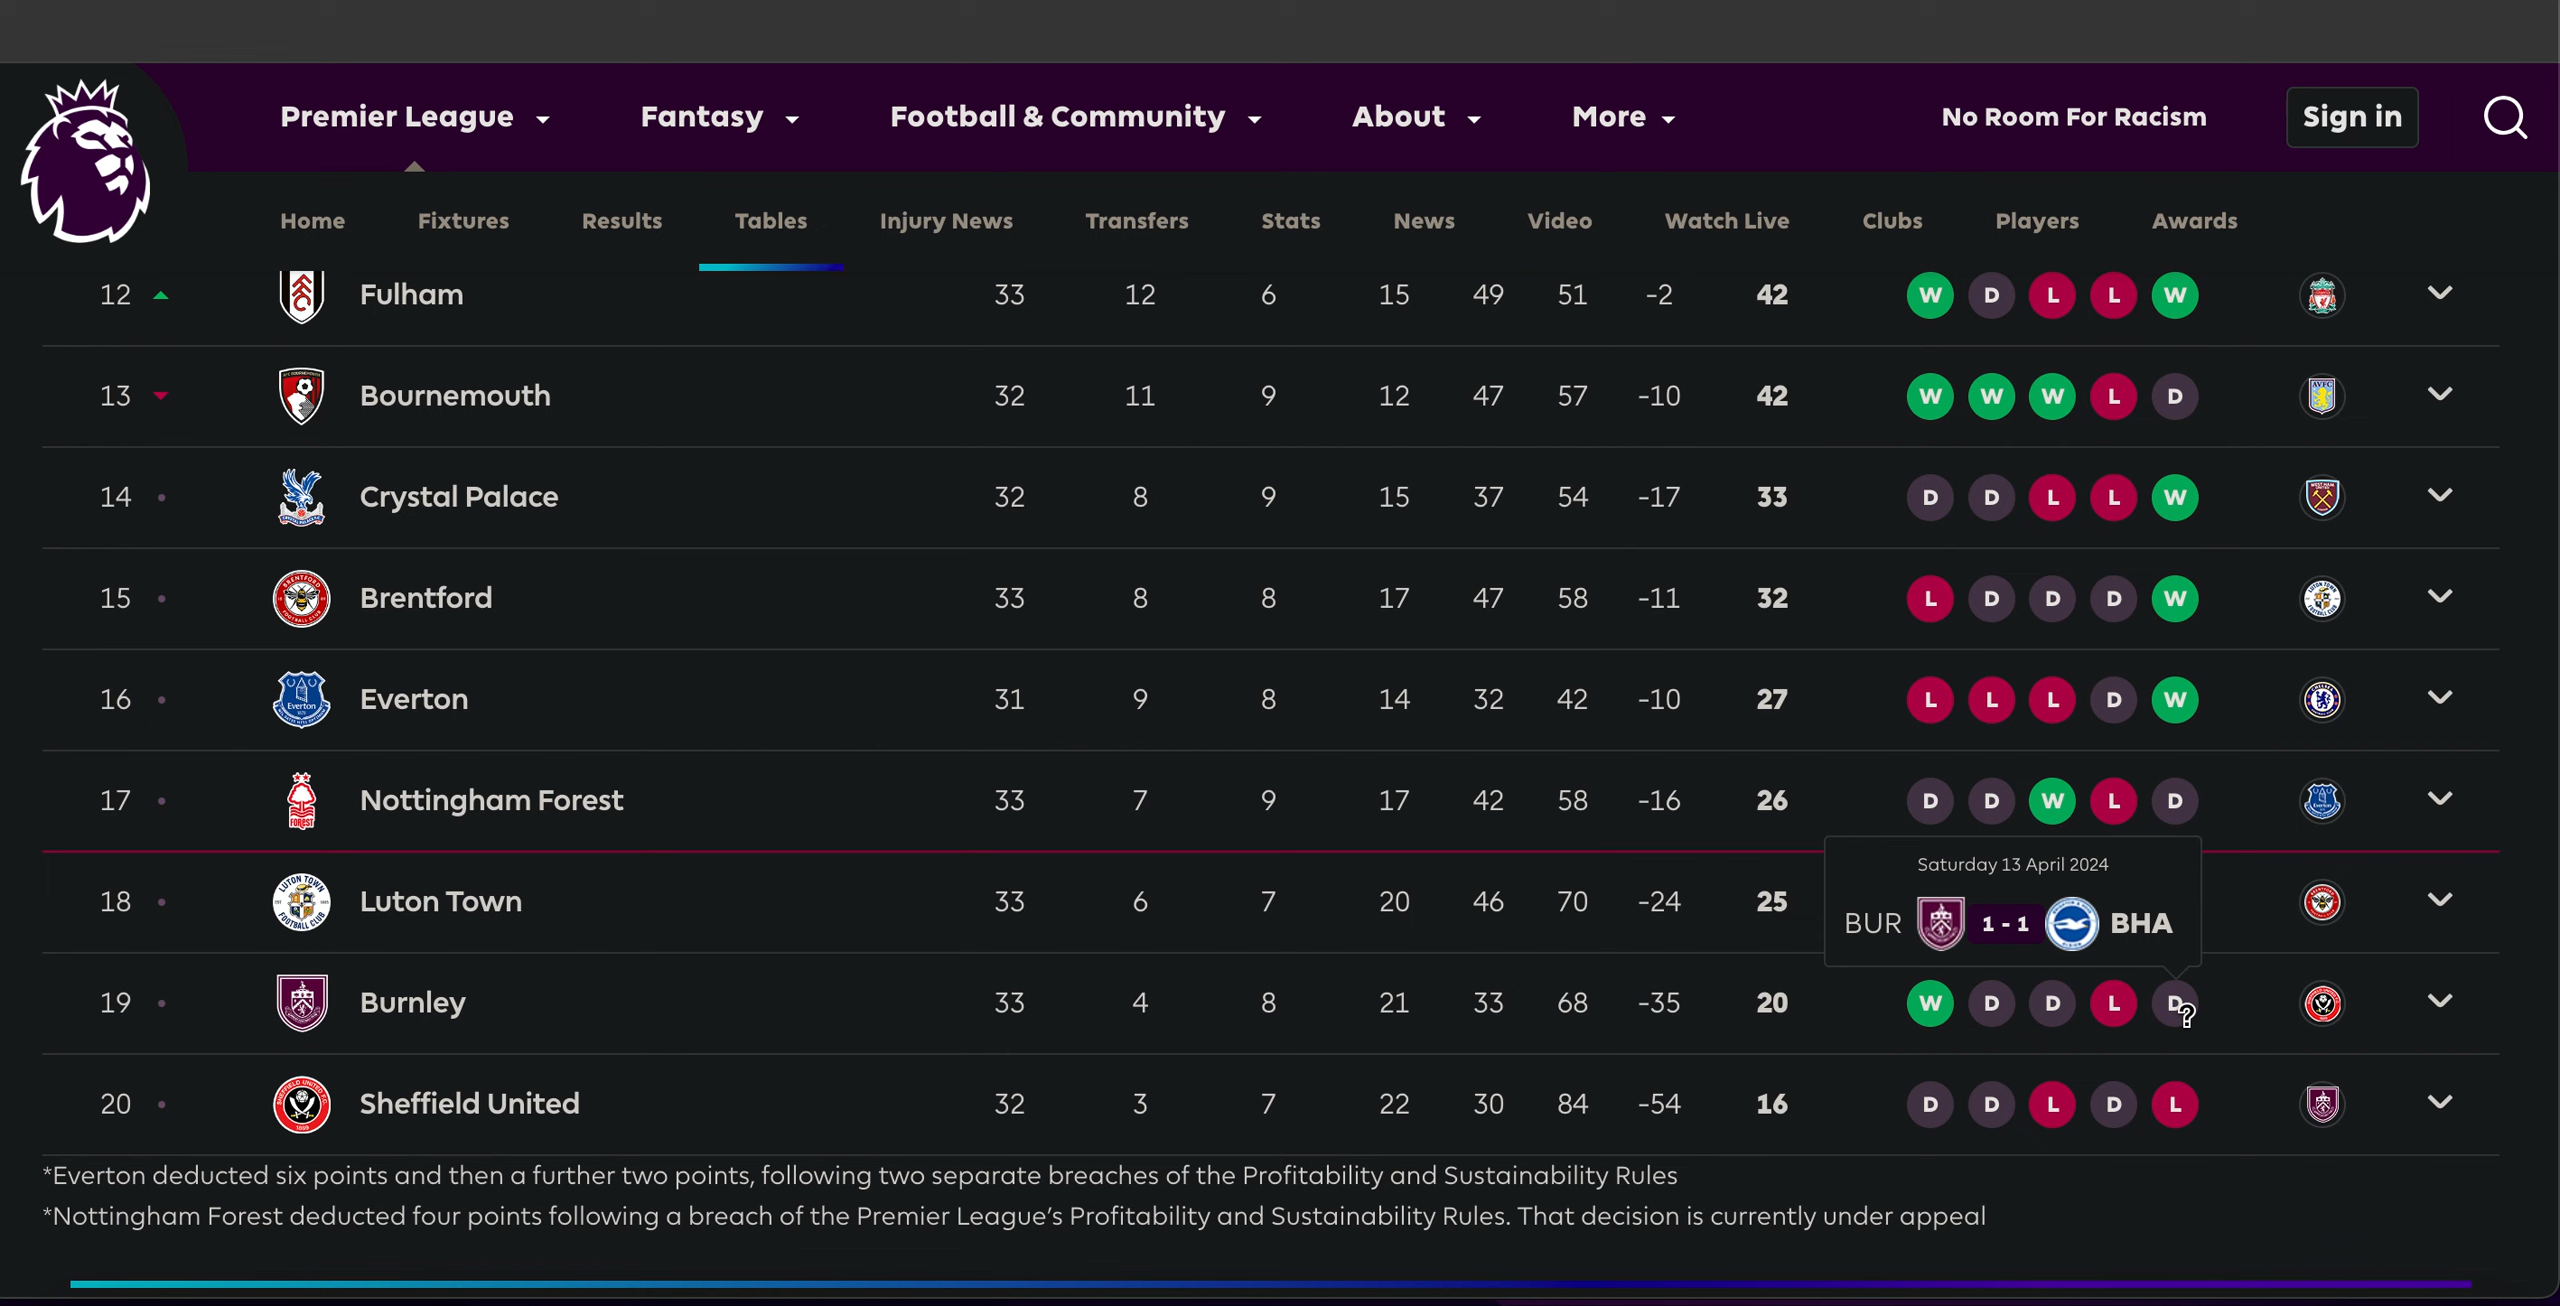 Premier League Fantasy Football & Community About More No Room For Racism Sign in
Home Fixtures Results Tables Injury News Transfers Stats News Video Watch Live Clubs Players Awards
12 Fulham 33 12 6 15 49 51 -2 42 W D L L W
13 Bournemouth 32 11 9 12 47 57 -10 42 W W W L D
14 Crystal Palace 32 8 9 15 37 54 -17 33 D D L L W
15 Brentford 33 8 8 17 47 58 -11 32 L D D D W
16 Everton 31 9 8 14 32 42 -10 27 L L L D W
17 Nottingham Forest 33 7 9 17 42 58 -16 26 D D W L D
Saturday 13 April 2024
18 Luton Town 33 6 7 20 46 70 -24 25
BUR 1 - 1 BHA
19 Burnley 33 4 8 21 33 68 -35 20 W D D L D
20 Sheffield United 32 3 7 22 30 84 -54 16 D D L D L
*Everton deducted six points and then a further two points, following two separate breaches of the Profitability and Sustainability Rules
*Nottingham Forest deducted four points following a breach of the Premier League’s Profitability and Sustainability Rules. That decision is currently under appeal